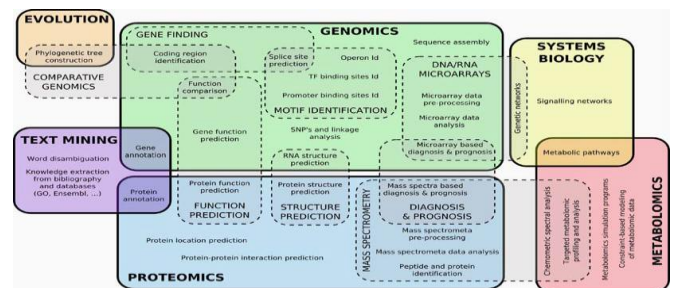 EVOLUTION
Phylogenetic tree
construction
COMPARATIVE
GENOMICS
GENE FINDING
Coding region
identification
Function
comparison
Splice site
prediction
GENOMICS
Operon Id
TF binding sites Id
Promoter binding sites Id
MOTIF IDENTIFICATION
SNP's and linkage
analysis
Sequence assembly
DNA/RNA
MICROARRAYS
Microarray data
pre-processing
Microarray data
analysis
Microarray based
diagnosis & prognosis
Genetic networks
SYSTEMS
BIOLOGY
Signalling networks
Metabolic pathways
TEXT MINING
Word disambiguation
Knowledge extraction
from bibliography
and databases
(GO, Ensembl, ...)
Gene
annotation
Protein
annotation
Gene function
prediction
RNA structure
prediction
Protein function
prediction
FUNCTION
PREDICTION
Protein structure
prediction
STRUCTURE
PREDICTION
Mass spectra based
diagnosis & prognosis
DIAGNOSIS
& PROGNOSIS
MASS SPECTROMETRY
Mass spectrometa
pre-processing
Mass spectrometa data analysis
Peptide and protein
identification
Protein location prediction
Protein-protein interaction prediction
PROTEOMICS
Chemometric spectral analysis
Targeted metabolomic
profiling and analysis
Metabolomics simulation programs
Constraint-based modeling
of metabolomic data
METABOLOMICS